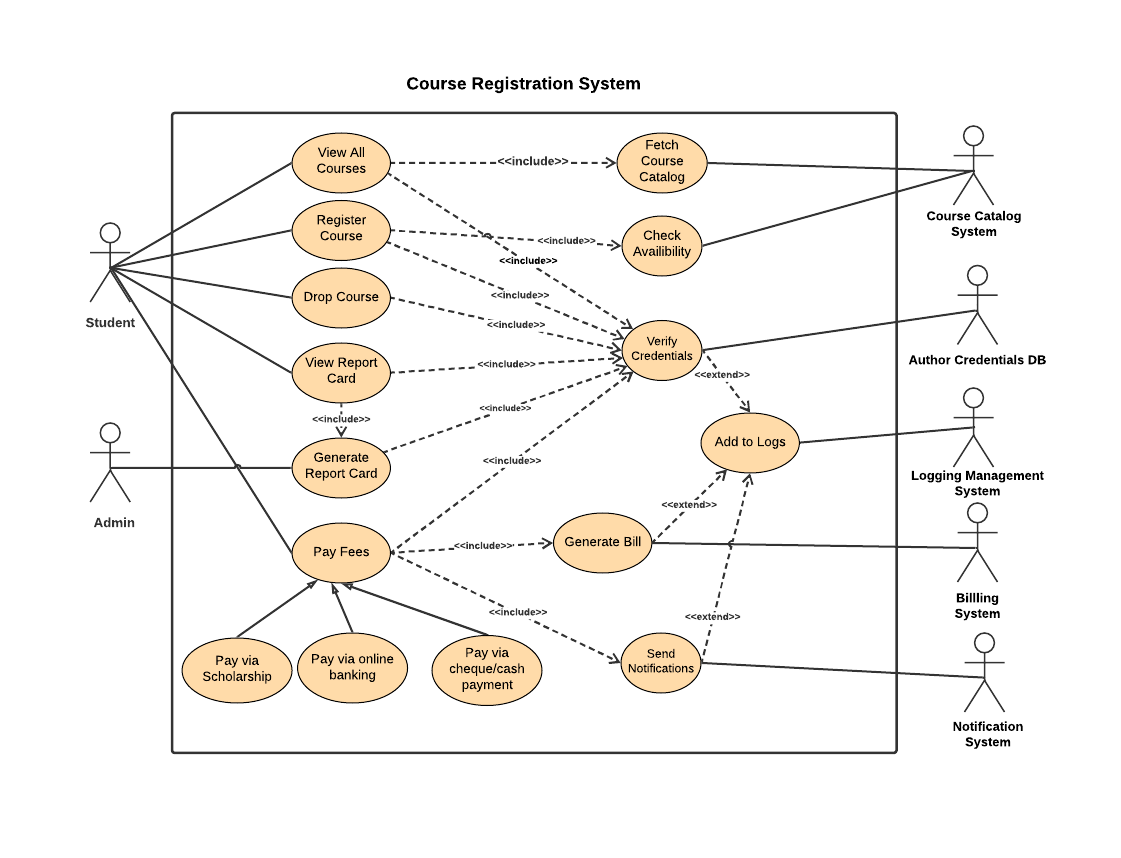 Course Registration System
View All
Courses
<<include>>
Fetch
Course
Catalog
Course Catalog
System
Register
Course
<<include>>
Check
Availibility
<<include>>
Student
Drop Course
<<include>>
<<include>>
Verify
Credentials
Author Credentials DB
View Report
Card
<<include>>
<<extend>>
<<include>>
<<include>>
Add to Logs
Logging Management
System
Generate
Report Card
<<include>>
Admin
<<extend>>
Pay Fees
<<include>>
Generate Bill
Billling
System
<<include>>
<<extend>>
Pay via
Scholarship
Pay via online
banking
Pay via
cheque/cash
payment
Send
Notifications
Notification
System